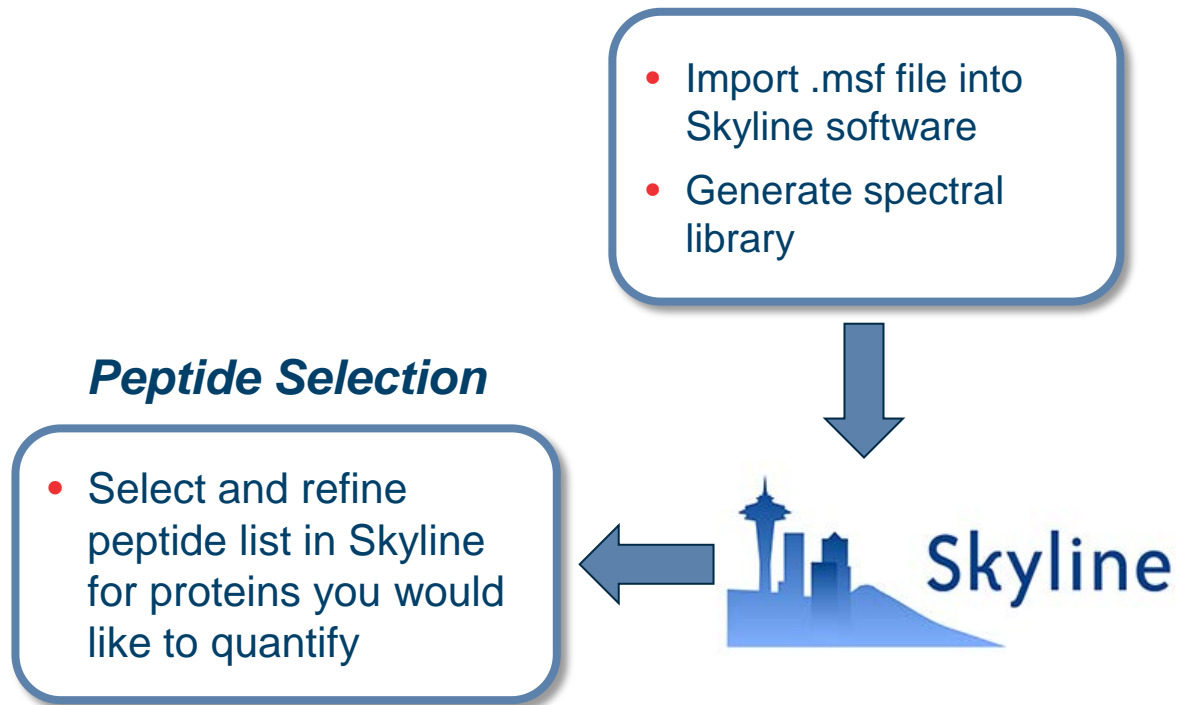 • Import .msf file into
Skyline software
• Generate spectral
library
Peptide Selection
• Select and refine
peptide list in Skyline
for proteins you would
like to quantify
Skyline